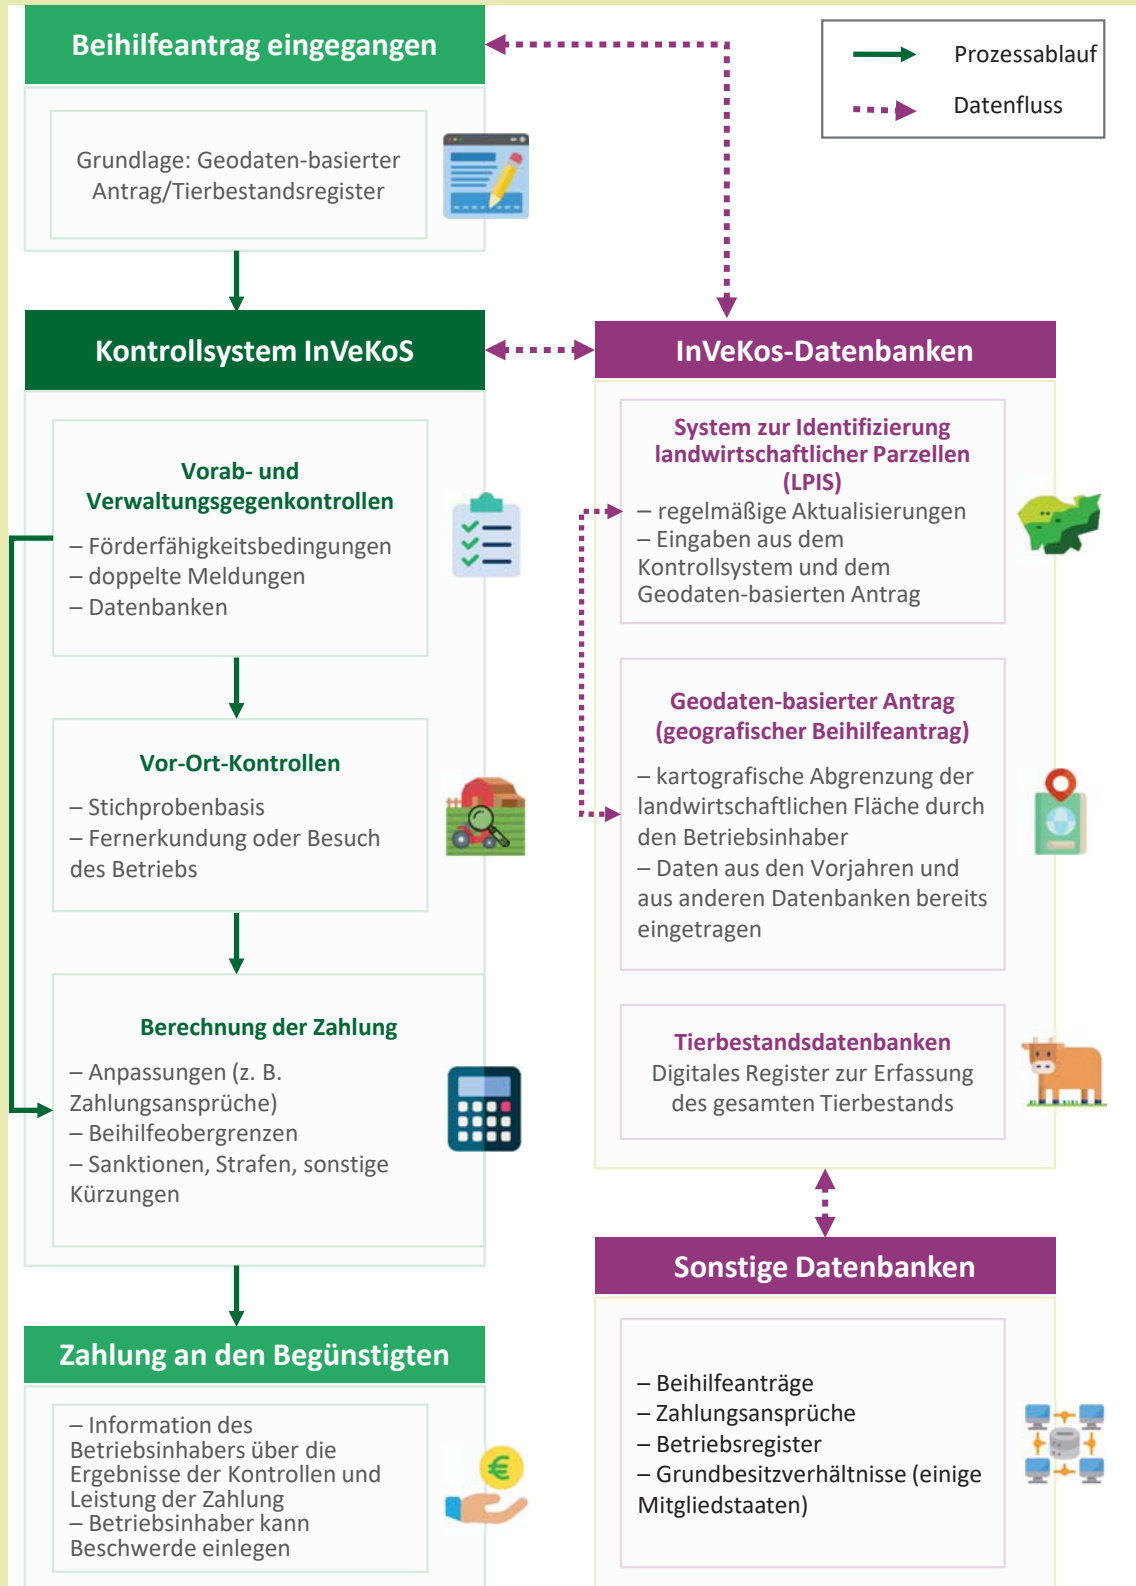 Beihilfeantrag eingegangen
Grundlage: Geodaten-basierter
Antrag/Tierbestandsregister
Prozessablauf
Datenfluss
Kontrollsystem InVeKoS
Vorab- und
Verwaltungsgegenkontrollen
– Förderfähigkeitsbedingungen
– doppelte Meldungen
– Datenbanken
Vor-Ort-Kontrollen
– Stichprobenbasis
– Fernerkundung oder Besuch
des Betriebs
Berechnung der Zahlung
– Anpassungen (z. B.
Zahlungsansprüche)
– Beihilfeobergrenzen
– Sanktionen, Strafen, sonstige
Kürzungen
Zahlung an den Begünstigten
– Information des
Betriebsinhabers über die
Ergebnisse der Kontrollen und
Leistung der Zahlung
– Betriebsinhaber kann
Beschwerde einlegen
InVeKos-Datenbanken
System zur Identifizierung
landwirtschaftlicher Parzellen
(LPIS)
– regelmäßige Aktualisierungen
– Eingaben aus dem
Kontrollsystem und dem
Geodaten-basierten Antrag
Geodaten-basierter Antrag
(geografischer Beihilfeantrag)
– kartografische Abgrenzung der
landwirtschaftlichen Fläche durch
den Betriebsinhaber
– Daten aus den Vorjahren und
aus anderen Datenbanken bereits
eingetragen
Tierbestandsdatenbanken
Digitales Register zur Erfassung
des gesamten Tierbestands
Sonstige Datenbanken
– Beihilfeanträge
– Zahlungsansprüche
– Betriebsregister
– Grundbesitzverhältnisse (einige
Mitgliedstaaten)